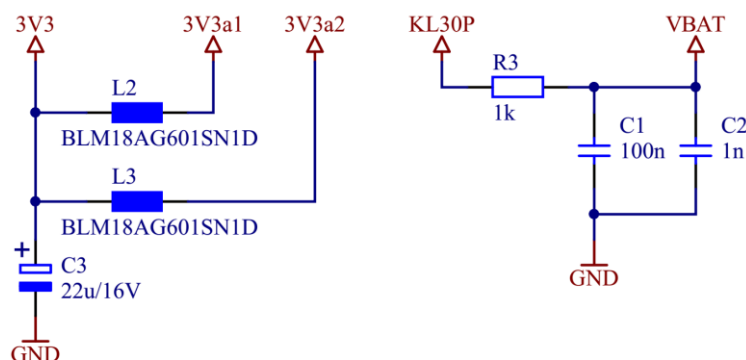 3V3 3V3a1 3V3a2 KL30P VBAT
L2
BLM18AG601SN1D
L3
BLM18AG601SN1D
+
C3
22u/16V
GND
R3
1k
C1
100n
C2
1n
GND